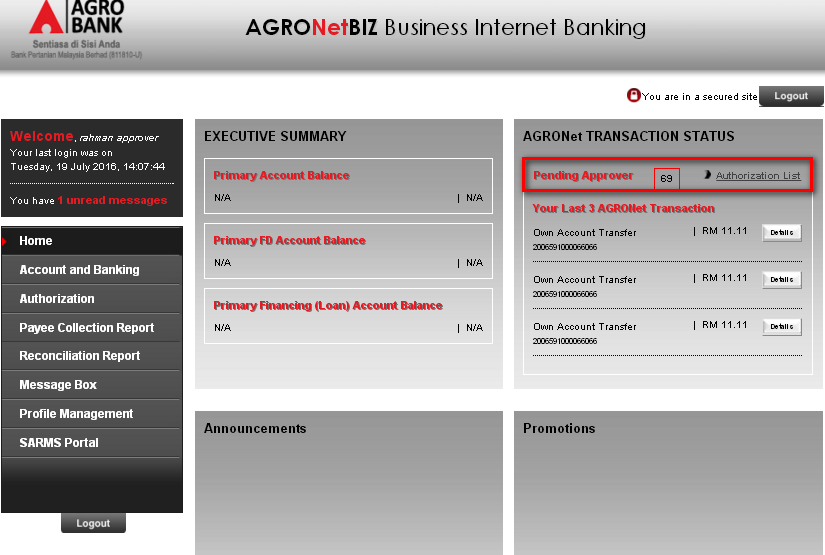 AGRO
BANK
Sentiasa di Sisi Anda
Bank Pertanian Malaysia Berhad (811810-U)
AGRONetBIZ Business Internet Banking
You are in a secured site
Logout
Welcome, rahman approver
Your last login was on
Tuesday, 19 July 2016, 14:07:44
You have 1 unread messages
Home
Account and Banking
Authorization
Payee Collection Report
Reconciliation Report
Message Box
Profile Management
SARMS Portal
Logout
EXECUTIVE SUMMARY
Primary Account Balance
N/A | N/A
Primary FD Account Balance
N/A | N/A
Primary Financing (Loan) Account Balance
N/A | N/A
AGRONet TRANSACTION STATUS
Pending Approver 69 Authorization List
Your Last 3 AGRONet Transaction
Own Account Transfer | RM 11.11 Details
2006591000066066
Own Account Transfer | RM 11.11 Details
2006591000066066
Own Account Transfer | RM 11.11 Details
2006591000066066
Announcements
Promotions